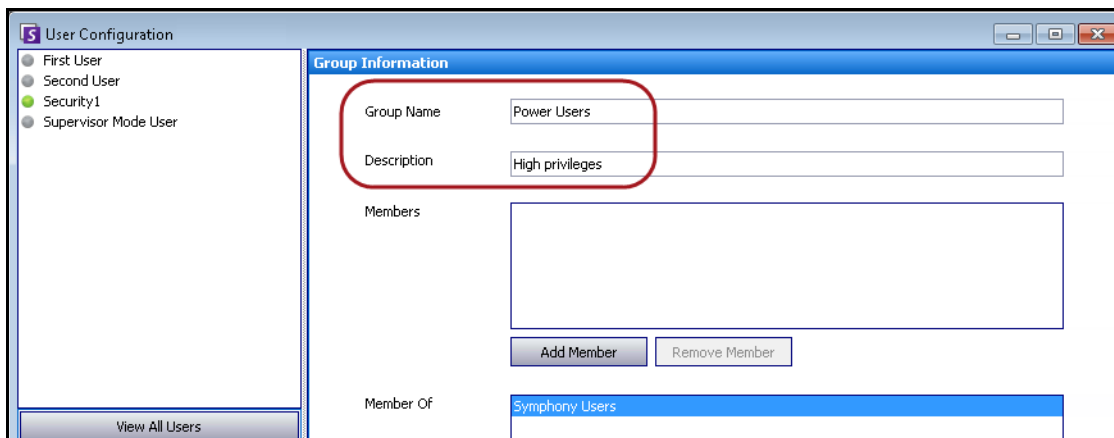 User Configuration
First User
Second User
Security1
Supervisor Mode User
View All Users
Group Information
Group Name
Power Users
Description
High privileges
Members
Add Member
Remove Member
Member Of
Symphony Users